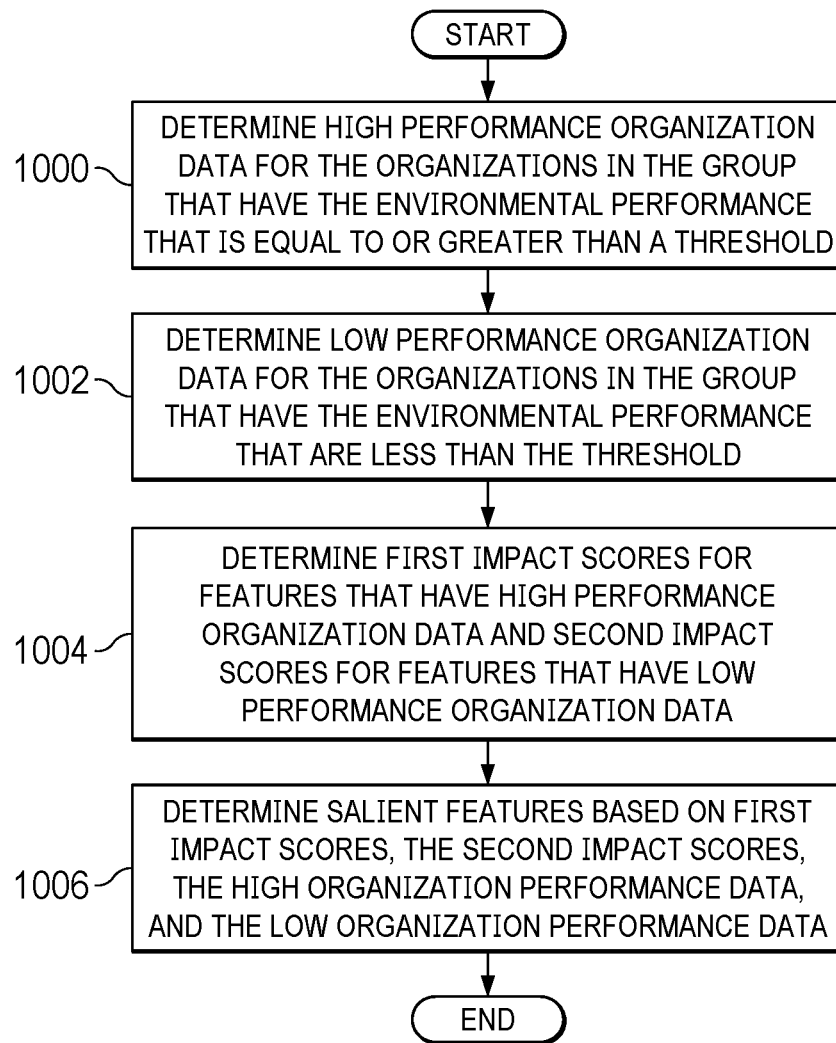 START
1000
DETERMINE HIGH PERFORMANCE ORGANIZATION
DATA FOR THE ORGANIZATIONS IN THE GROUP
THAT HAVE THE ENVIRONMENTAL PERFORMANCE
THAT IS EQUAL TO OR GREATER THAN A THRESHOLD
1002
DETERMINE LOW PERFORMANCE ORGANIZATION
DATA FOR THE ORGANIZATIONS IN THE GROUP
THAT HAVE THE ENVIRONMENTAL PERFORMANCE
THAT ARE LESS THAN THE THRESHOLD
1004
DETERMINE FIRST IMPACT SCORES FOR
FEATURES THAT HAVE HIGH PERFORMANCE
ORGANIZATION DATA AND SECOND IMPACT
SCORES FOR FEATURES THAT HAVE LOW
PERFORMANCE ORGANIZATION DATA
1006
DETERMINE SALIENT FEATURES BASED ON FIRST
IMPACT SCORES, THE SECOND IMPACT SCORES,
THE HIGH ORGANIZATION PERFORMANCE DATA,
AND THE LOW ORGANIZATION PERFORMANCE DATA
END